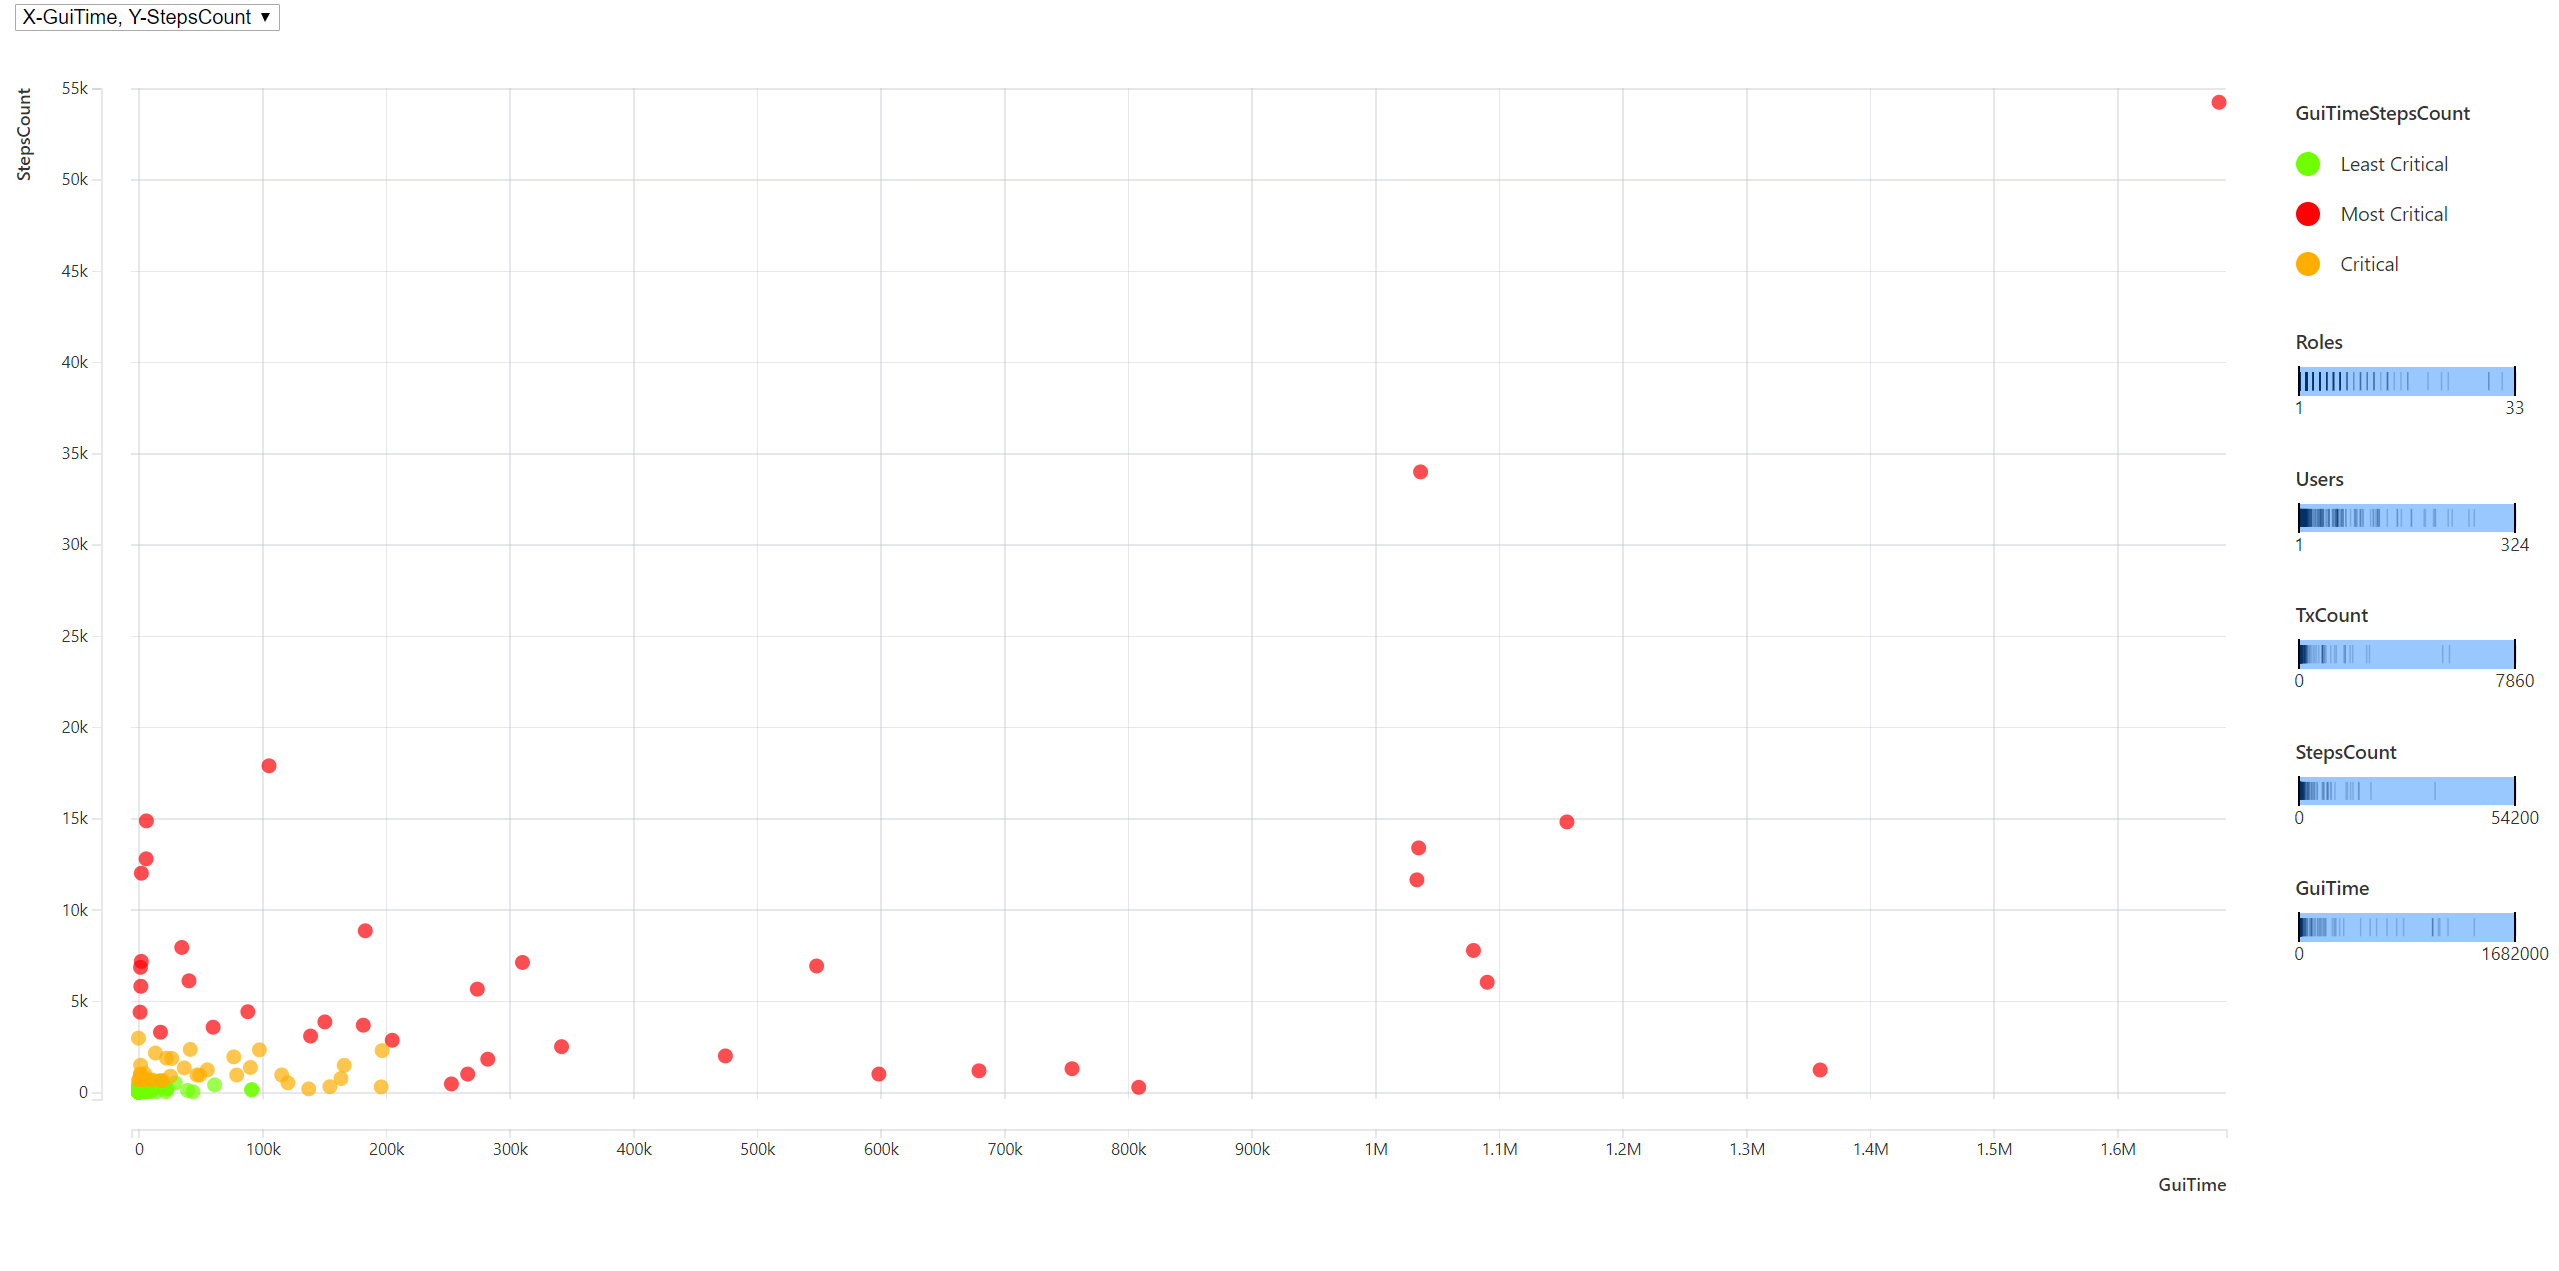 X-GuiTime, Y-StepsCount ▼
StepsCount
55k
50k
45k
40k
35k
30k
25k
20k
15k
10k
5k
0
0 100k 200k 300k 400k 500k 600k 700k 800k 900k 1M 1.1M 1.2M 1.3M 1.4M 1.5M 1.6M
GuiTime
GuiTimeStepsCount
Least Critical
Most Critical
Critical
Roles
1 33
Users
1 324
TxCount
0 7860
StepsCount
0 54200
GuiTime
0 1682000